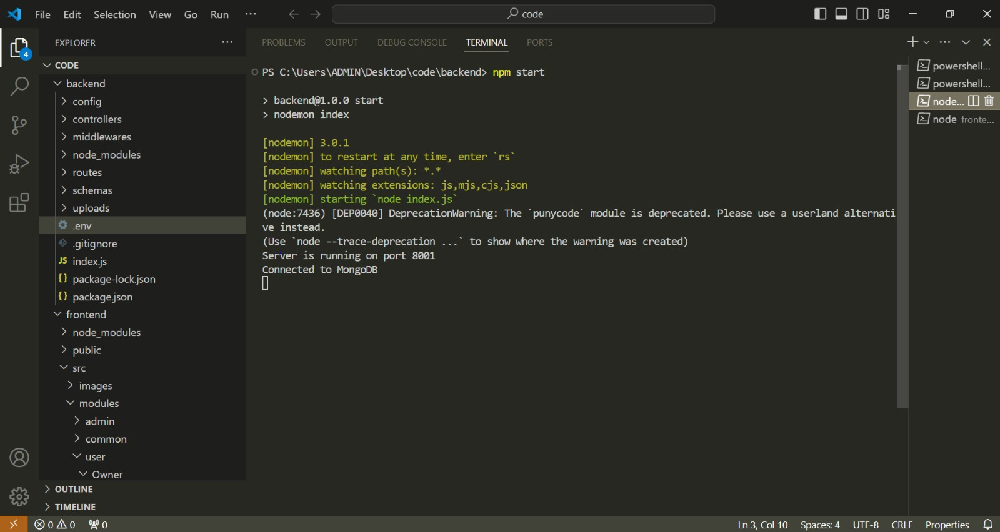 File Edit Selection View Go Run ··· code
EXPLORER ···
4
CODE
backend
config
controllers
middlewares
node_modules
routes
schemas
uploads
.env
.gitignore
JS index.js
{} package-lock.json
{} package.json
frontend
node_modules
public
src
images
modules
admin
common
user
Owner
OUTLINE
TIMELINE
PROBLEMS OUTPUT DEBUG CONSOLE TERMINAL PORTS
PS C:\Users\ADMIN\Desktop\code\backend> npm start
> backend@1.0.0 start
> nodemon index
[nodemon] 3.0.1
[nodemon] to restart at any time, enter `rs`
[nodemon] watching path(s): *.*
[nodemon] watching extensions: js,mjs,cjs,json
[nodemon] starting `node index.js`
(node:7436) [DEP0040] DeprecationWarning: The `punycode` module is deprecated. Please use a userland alternati
ve instead.
(Use `node --trace-deprecation ...` to show where the warning was created)
Server is running on port 8001
Connected to MongoDB
powershell...
powershell...
node...
node fronte...
0 0 0 Ln 3, Col 10 Spaces: 4 UTF-8 CRLF Properties